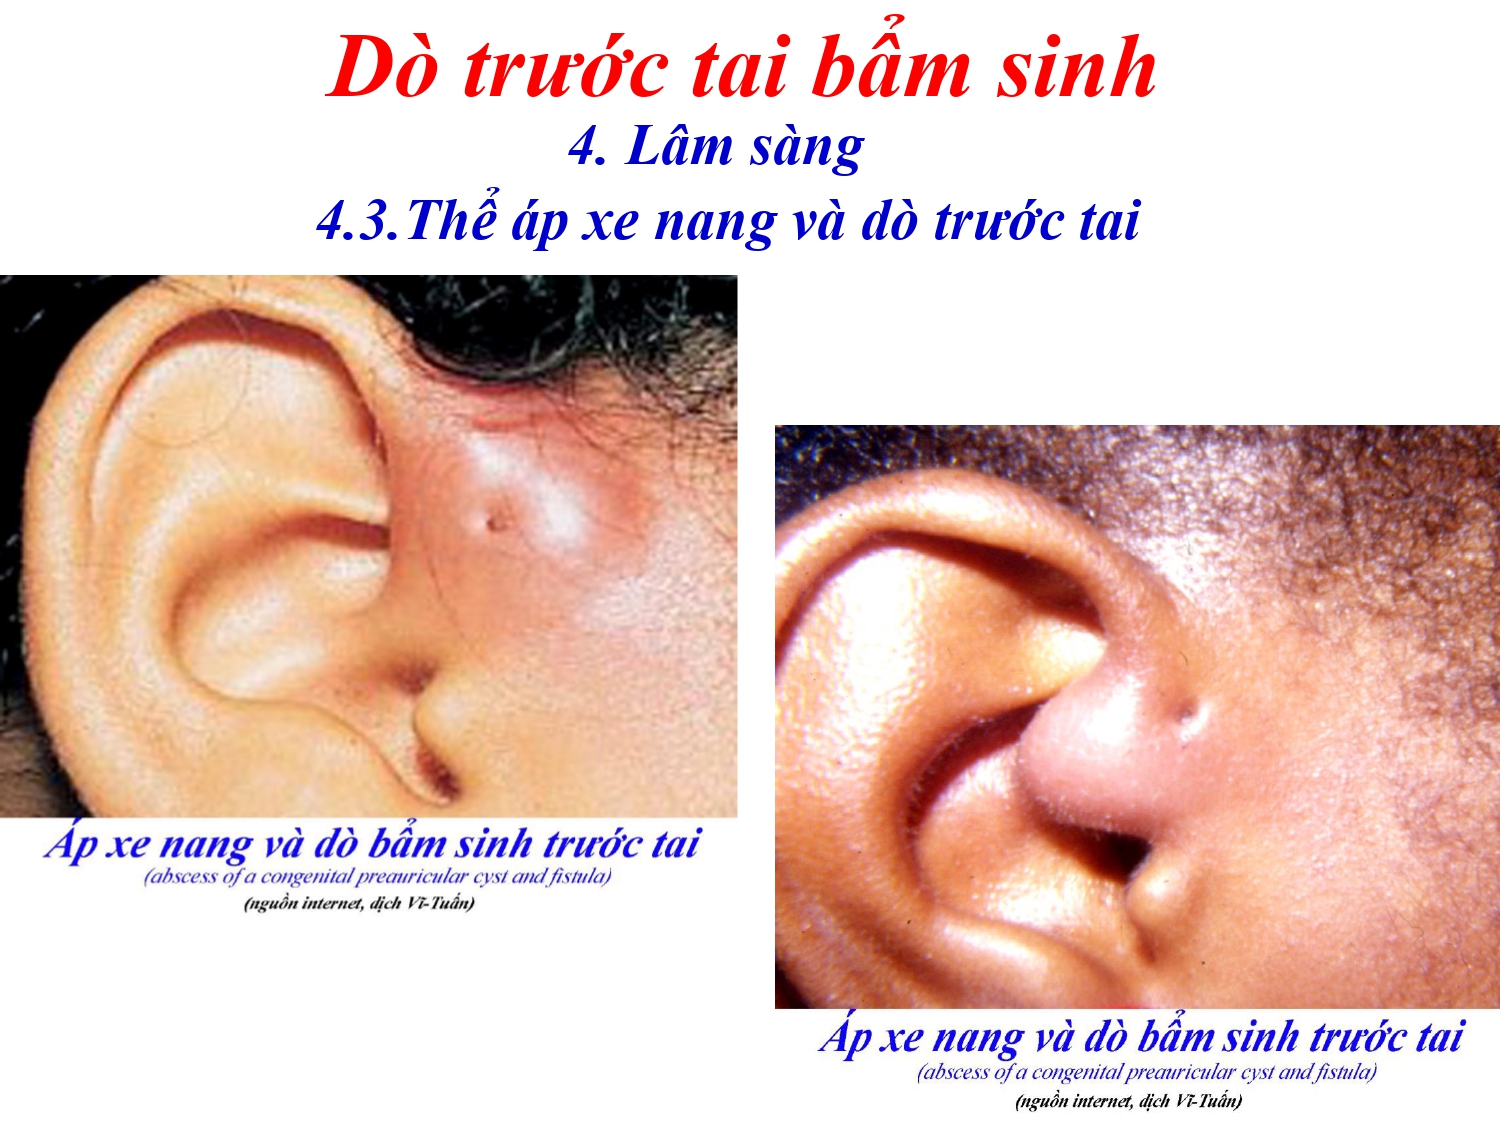 Dò trước tai bẩm sinh
4. Lâm sàng
4.3.Thể áp xe nang và dò trước tai
Áp xe nang và dò bẩm sinh trước tai
(abscess of a congenital preauricular cyst and fistula)
(nguồn internet, dịch Vĩ-Tuấn)
Áp xe nang và dò bẩm sinh trước tai
(abscess of a congenital preauricular cyst and fistula)
(nguồn internet, dịch Vĩ-Tuấn)